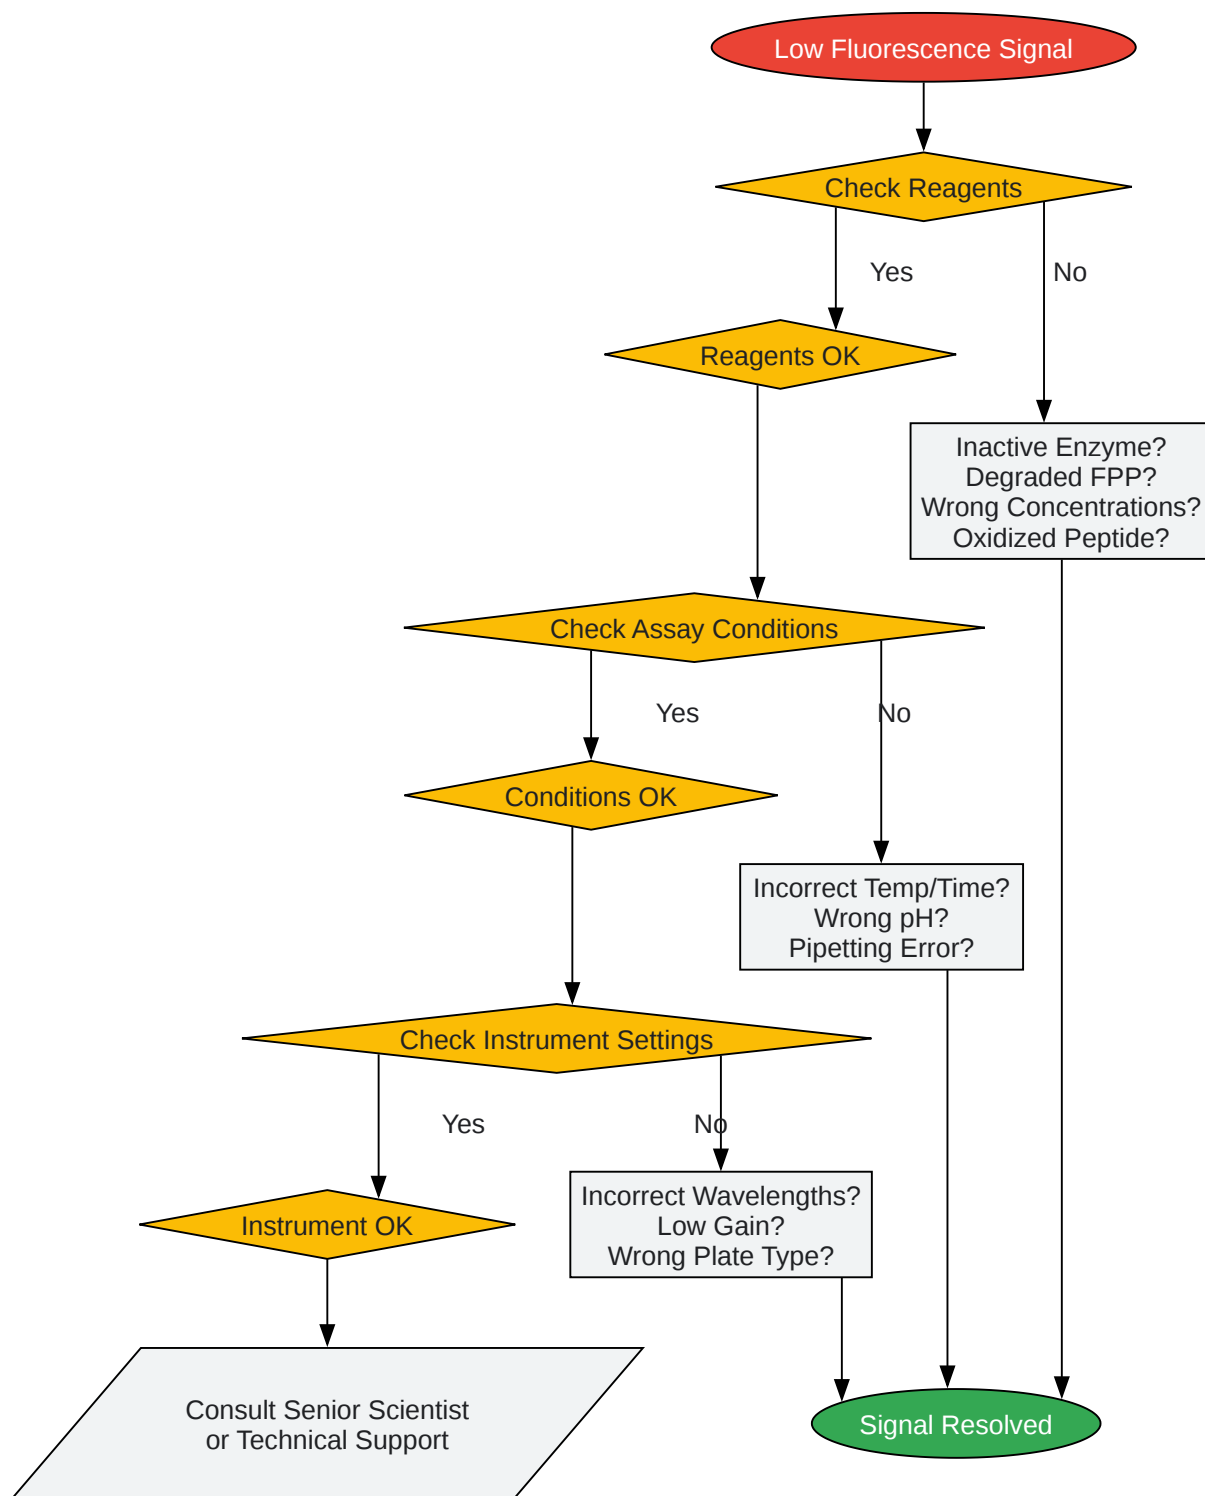 Low Fluorescence Signal
Check Reagents
Yes
No
Reagents OK
Inactive Enzyme?
Degraded FPP?
Wrong Concentrations?
Oxidized Peptide?
Check Assay Conditions
Yes
No
Conditions OK
Incorrect Temp/Time?
Wrong pH?
Pipetting Error?
Check Instrument Settings
Yes
No
Instrument OK
Incorrect Wavelengths?
Low Gain?
Wrong Plate Type?
Consult Senior Scientist
or Technical Support
Signal Resolved